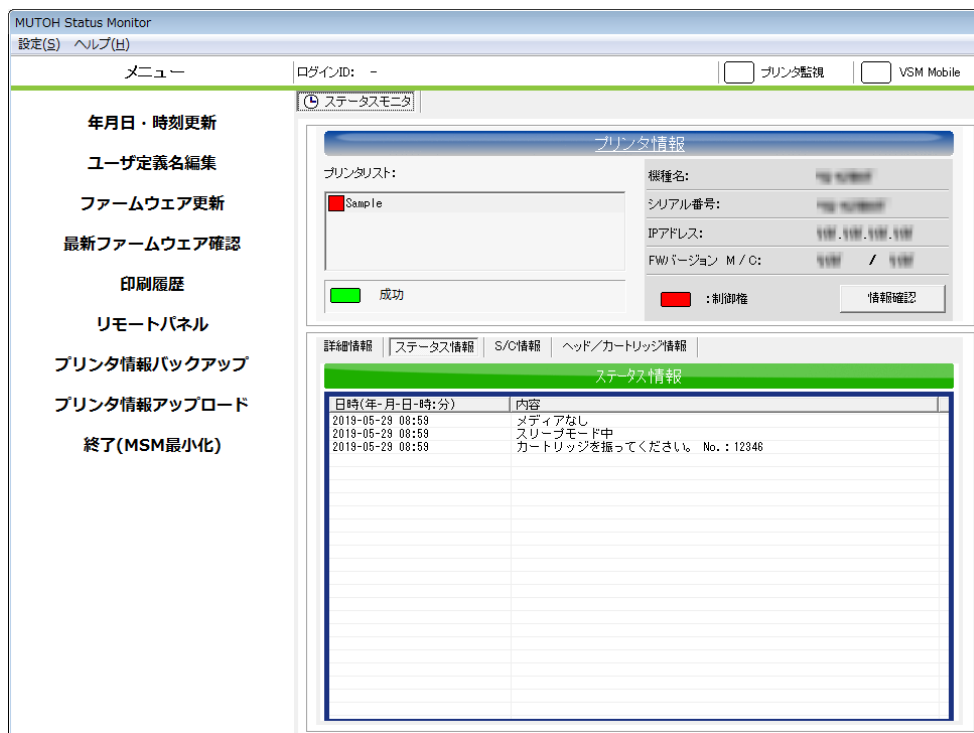 MUTOH Status Monitor
設定(S) ヘルプ(H)
メニュー
ログインID: -
プリンタ監視
VSM Mobile
年月日・時刻更新
ユーザ定義名編集
ファームウェア更新
最新ファームウェア確認
印刷履歴
リモートパネル
プリンタ情報バックアップ
プリンタ情報アップロード
終了(MSM最小化)
ステータスモニタ
プリンタ情報
プリンタリスト:
Sample
成功
機種名:
シリアル番号:
IPアドレス:
FWバージョン M / C: /
:制御権
情報確認
詳細情報 ステータス情報 S/C情報 ヘッド/カートリッジ情報
ステータス情報
日時(年-月-日-時:分) 内容
2019-05-29 08:59 メディアなし
2019-05-29 08:59 スリープモード中
2019-05-29 08:59 カートリッジを振ってください。 No.:12346